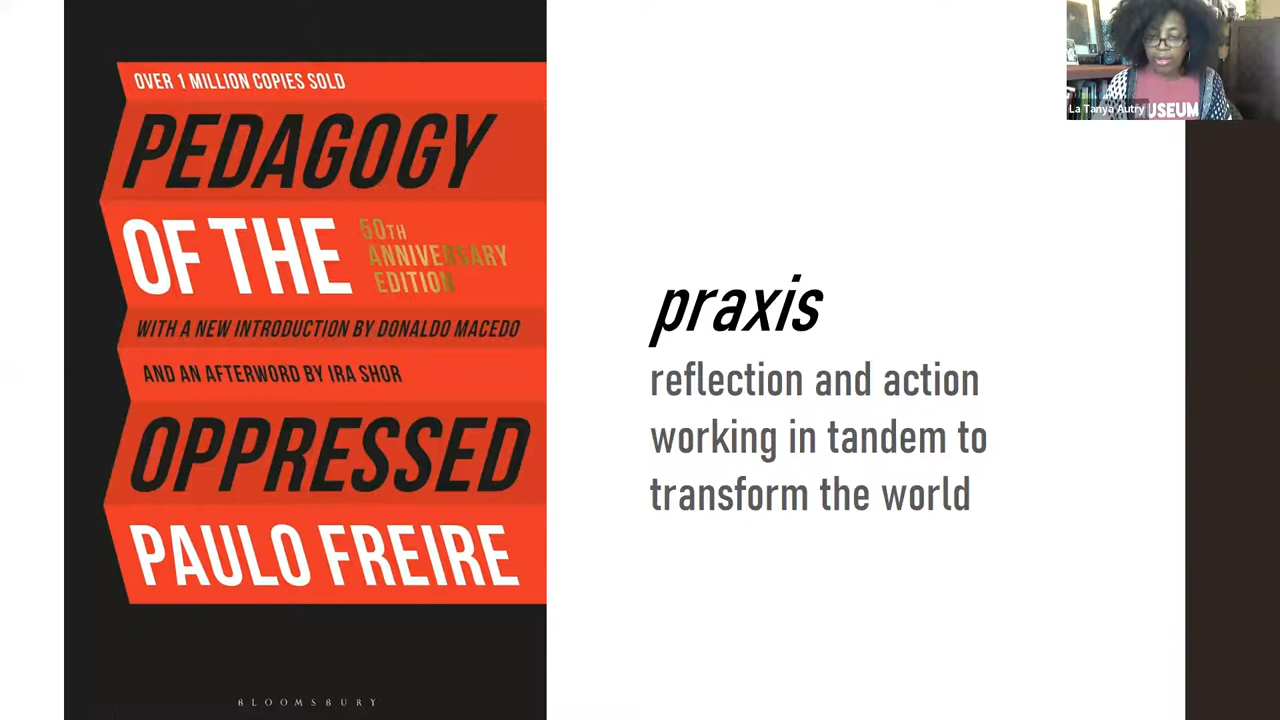 OVER 1 MILLION COPIES SOLD
PEDAGOGY
OF THE
50TH
ANNIVERSARY
EDITION
WITH A NEW INTRODUCTION BY DONALDO MACEDO
AND AN AFTERWORD BY IRA SHOR
OPPRESSED
PAULO FREIRE
BLOOMSBURY
praxis
reflection and action
working in tandem to
transform the world
La Tanya Autry
USEUM